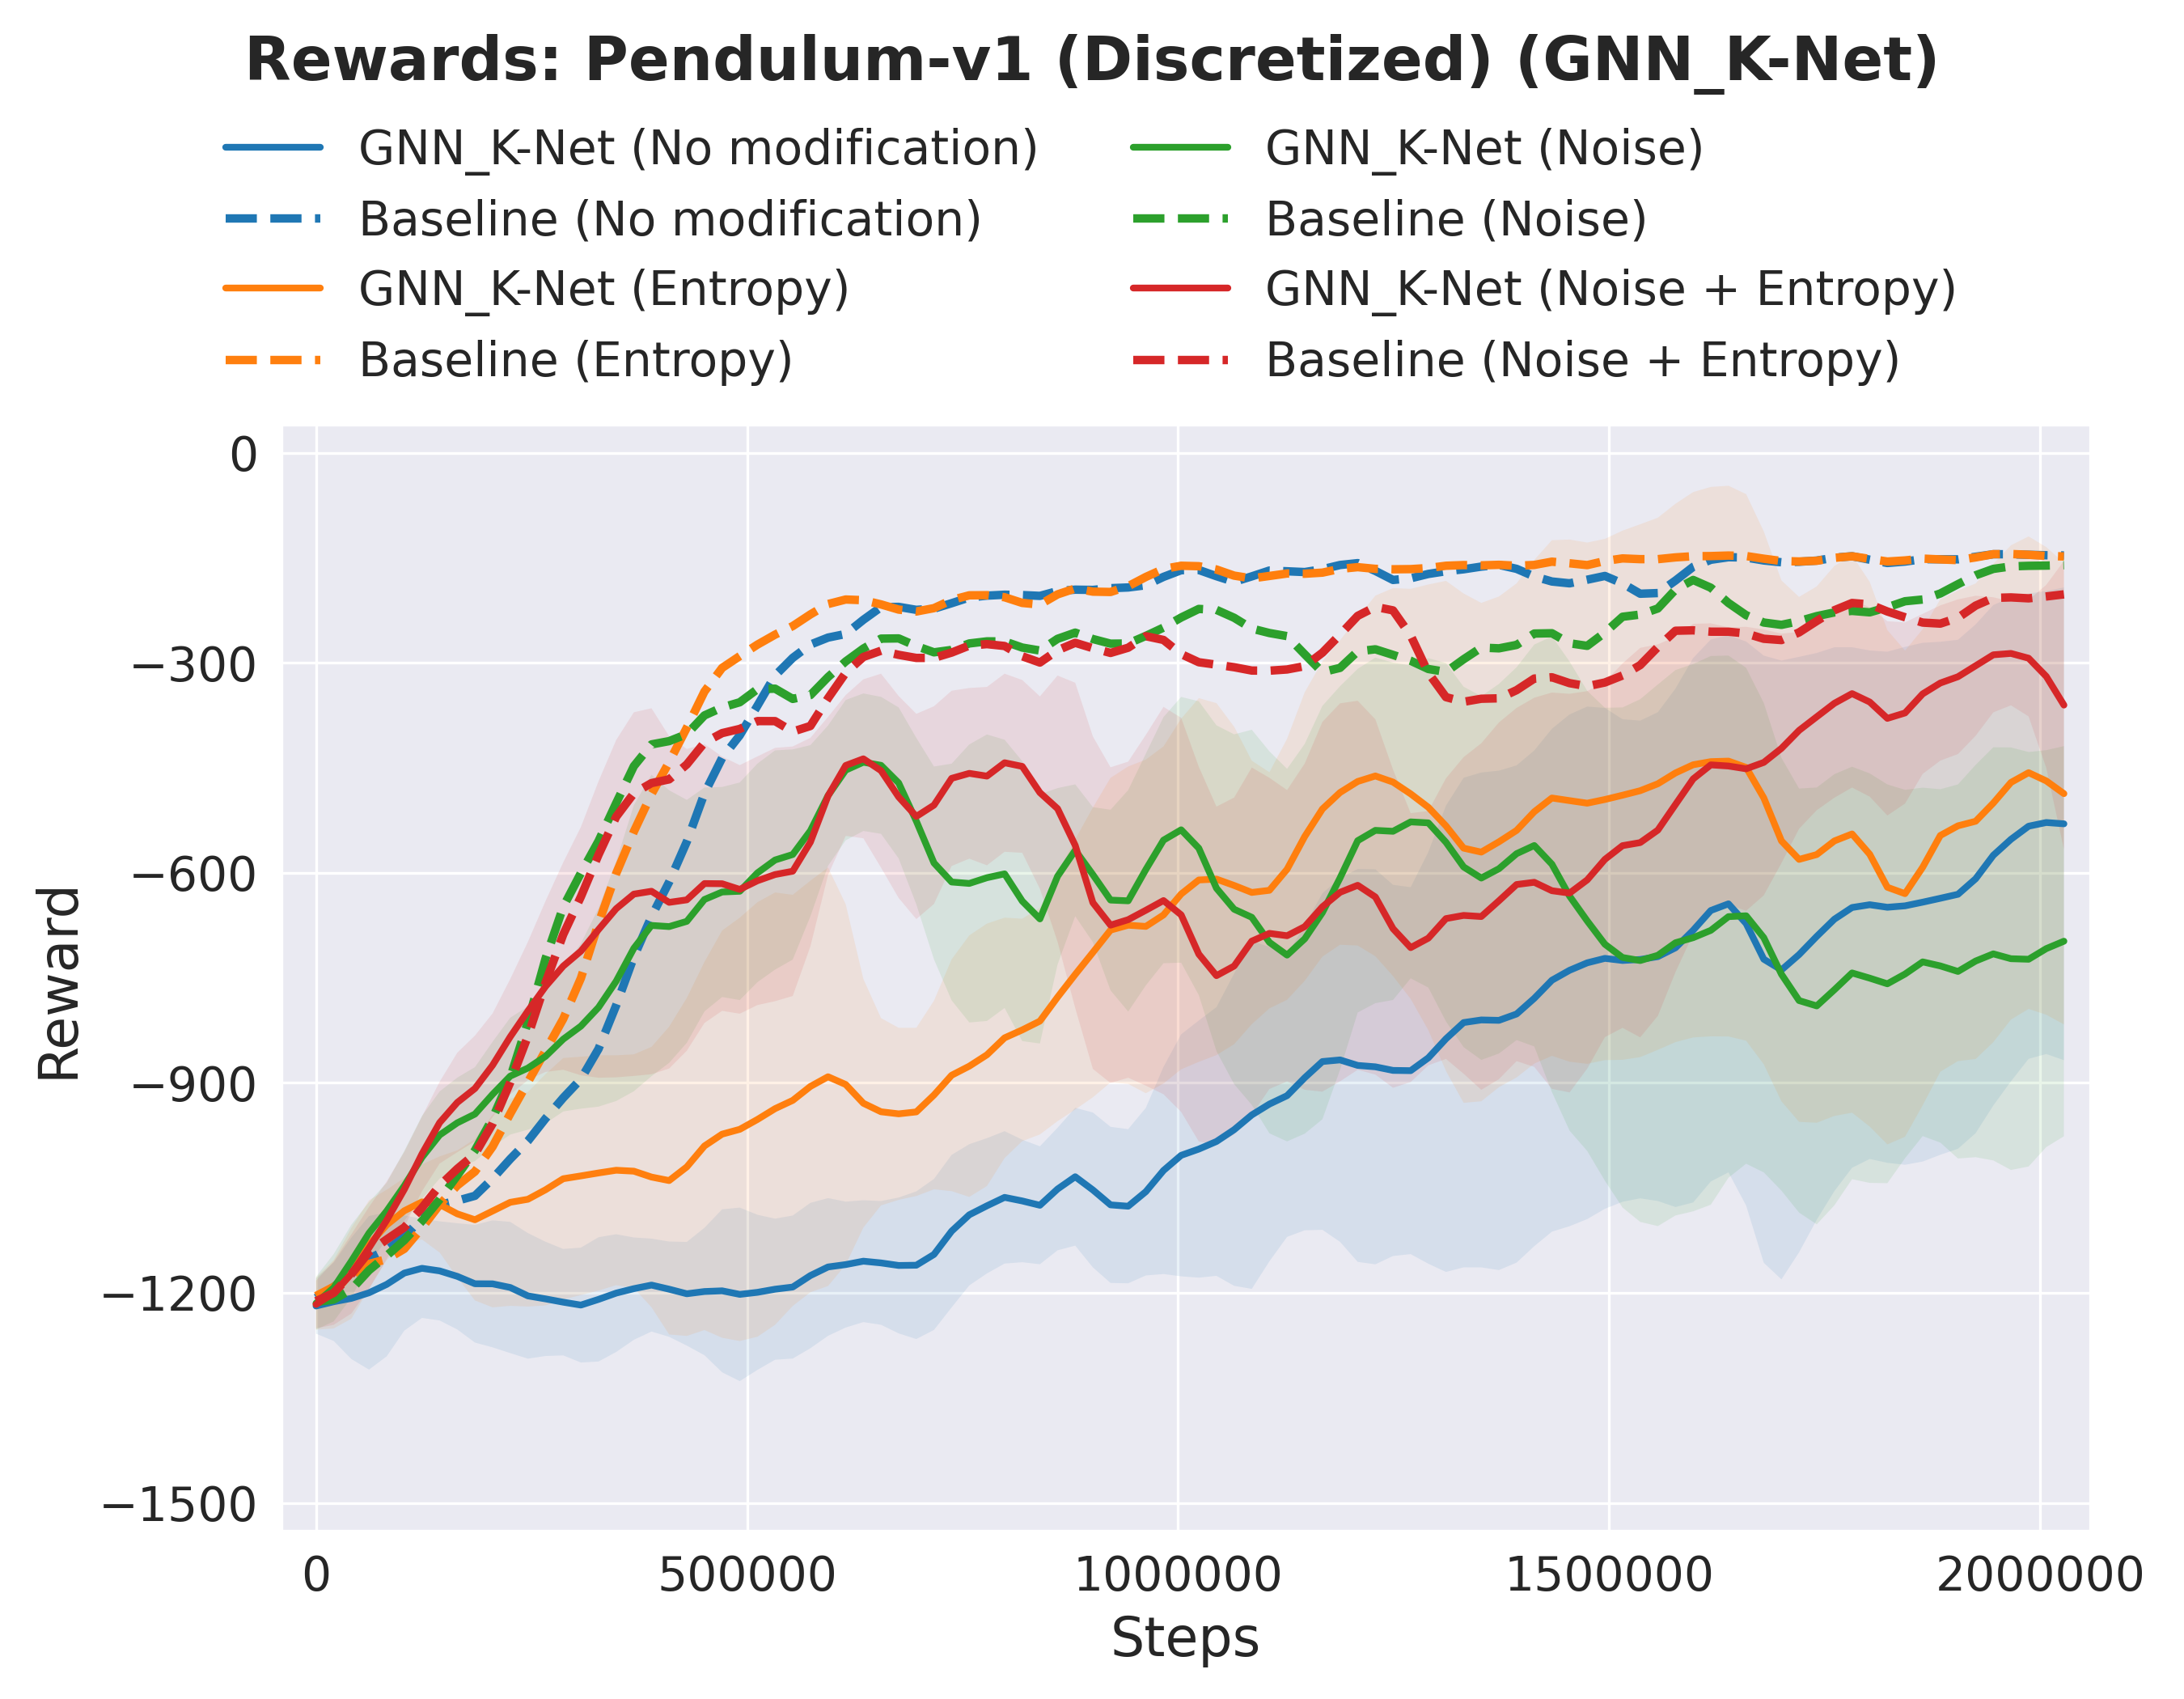 Rewards: Pendulum-v1 (Discretized) (GNN_K-Net)
GNN_K-Net (No modification)
Baseline (No modification)
GNN_K-Net (Entropy)
Baseline (Entropy)
GNN_K-Net (Noise)
Baseline (Noise)
GNN_K-Net (Noise + Entropy)
Baseline (Noise + Entropy)
Reward
0
−300
−600
−900
−1200
−1500
0
500000
1000000
1500000
2000000
Steps